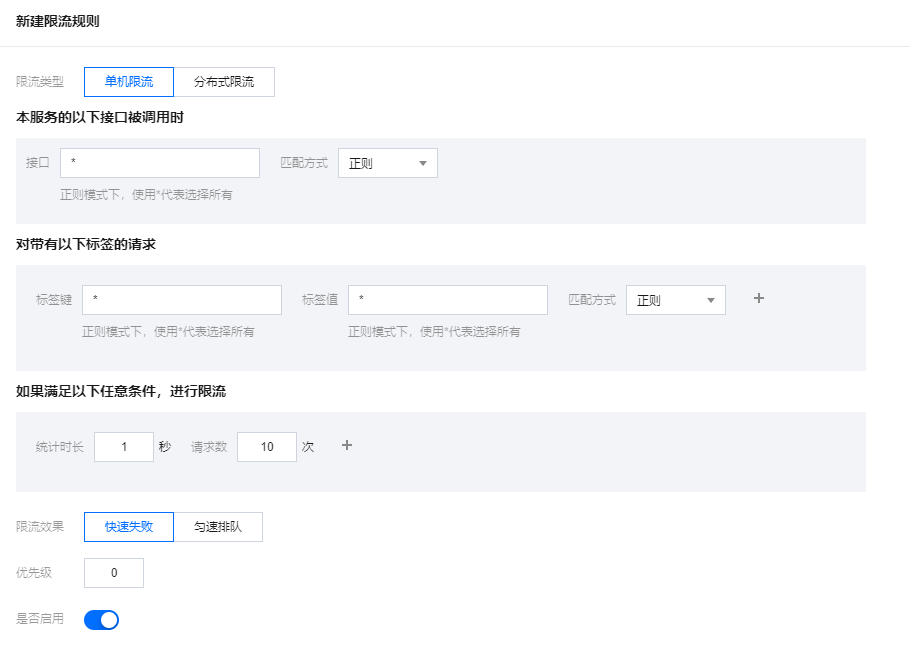 新建限流规则
限流类型 单机限流 分布式限流
本服务的以下接口被调用时
接口 * 匹配方式 正则
正则模式下，使用*代表选择所有
对带有以下标签的请求
标签键 * 标签值 * 匹配方式 正则 +
正则模式下，使用*代表选择所有 正则模式下，使用*代表选择所有
如果满足以下任意条件，进行限流
统计时长 1 秒 请求数 10 次 +
限流效果 快速失败 匀速排队
优先级 0
是否启用